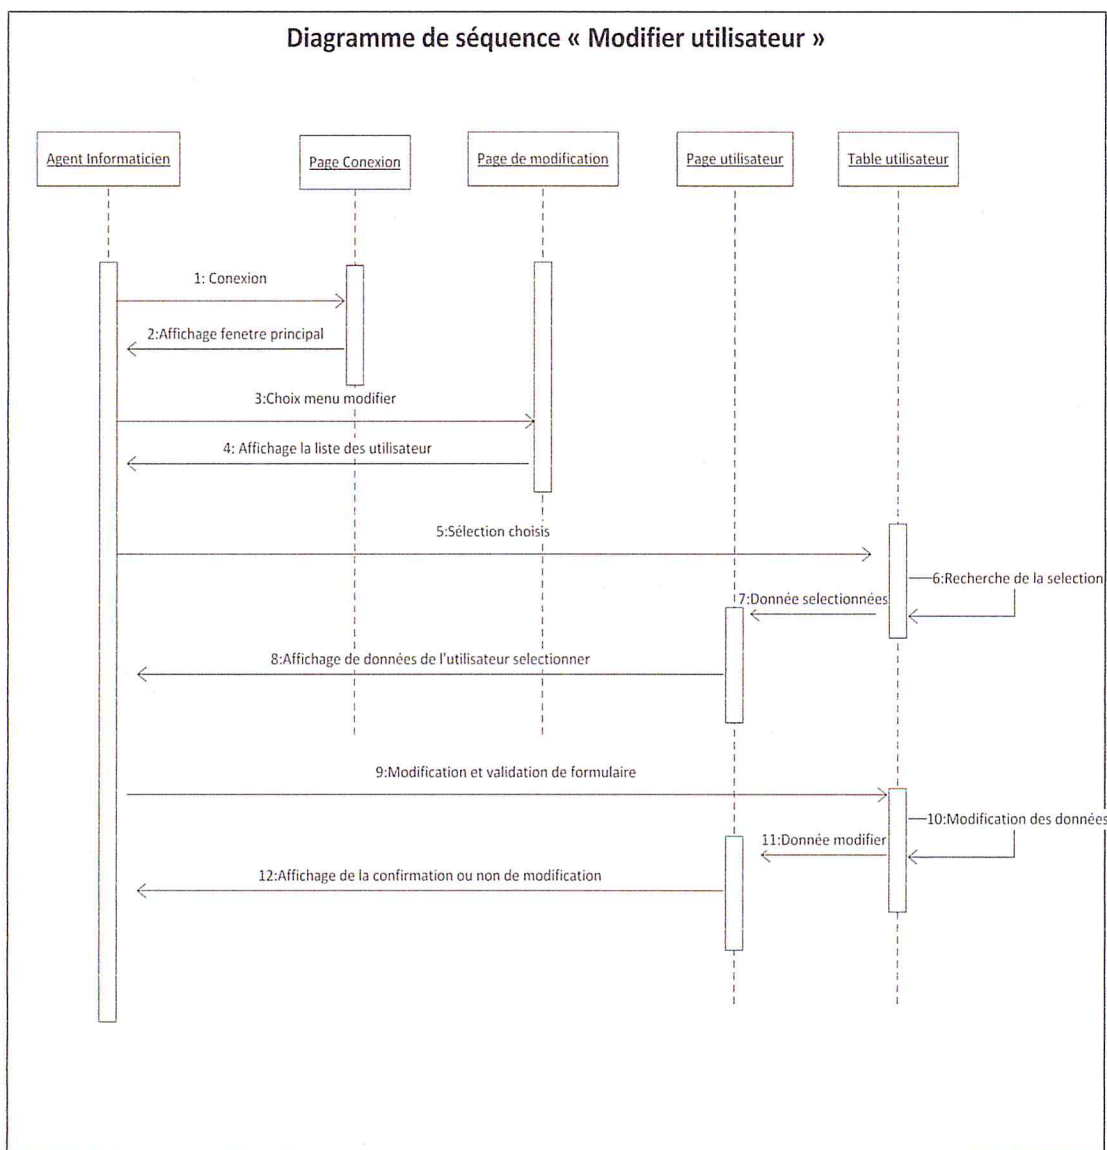 Diagramme de séquence « Modifier utilisateur »
Agent Informaticien
Page Conexion
Page de modification
Page utilisateur
Table utilisateur
1: Conexion
2:Affichage fenetre principal
3:Choix menu modifier
4: Affichage la liste des utilisateur
5:Sélection choisis
6:Recherche de la selection
7:Donnée selectionnées
8:Affichage de données de l'utilisateur selectionner
9:Modification et validation de formulaire
10:Modification des données
11:Donnée modifier
12:Affichage de la confirmation ou non de modification